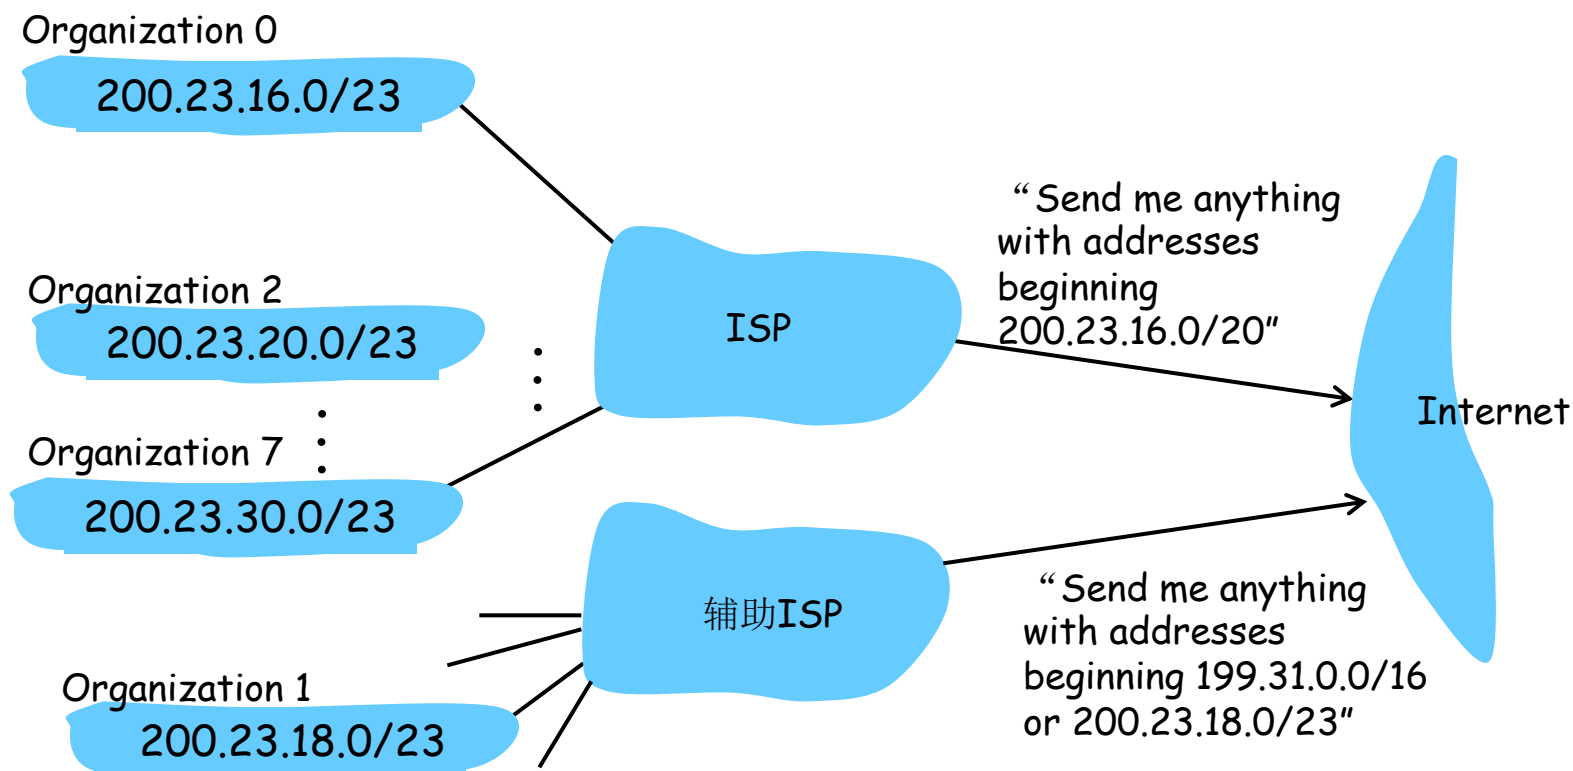 Organization 0
200.23.16.0/23
Organization 2
200.23.20.0/23
Organization 7
200.23.30.0/23
Organization 1
200.23.18.0/23
ISP
辅助ISP
“Send me anything
with addresses
beginning
200.23.16.0/20”
“Send me anything
with addresses
beginning 199.31.0.0/16
or 200.23.18.0/23”
Internet